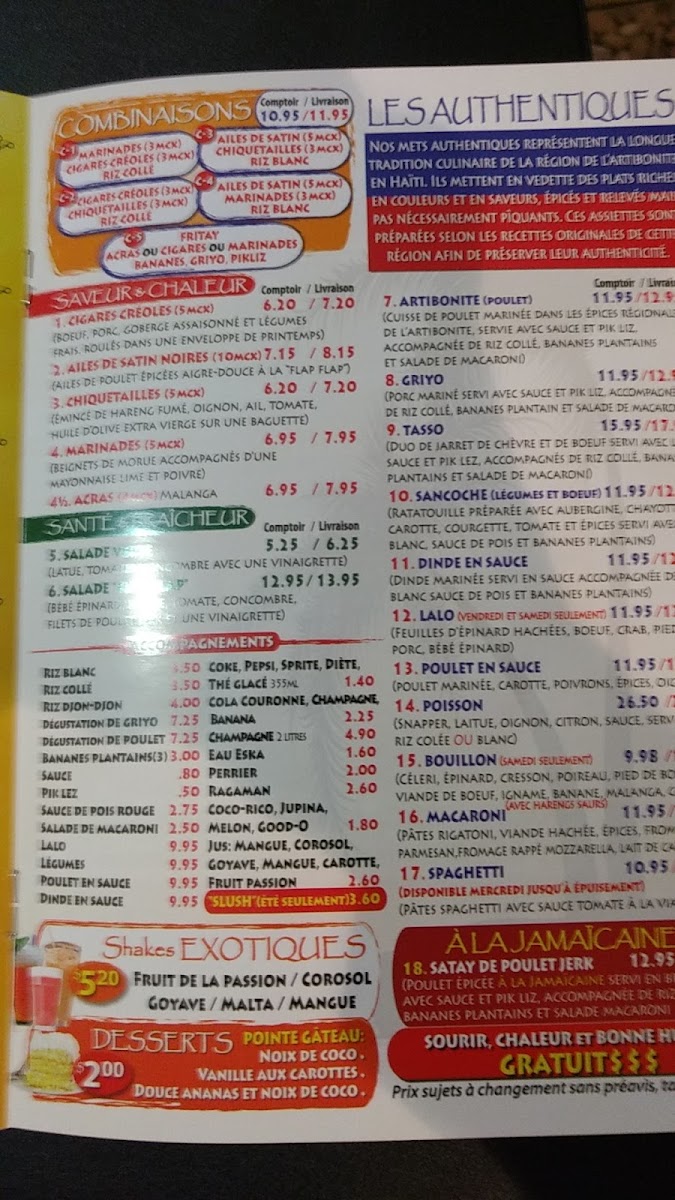 COMBINAISONS
Comptoir / Livraison
10.95/11.95
C-1 MARINADES (3 MCX)
CIGARES CRÉOLES (3 MCX)
RIZ COLLÉ
C-2 CIGARES CRÉOLES (3 MCX)
CHIQUETAILLES (3 MCX)
RIZ COLLÉ
C-3 AILES DE SATIN (5 MCX)
CHIQUETAILLES (3 MCX)
RIZ BLANC
C-4 AILES DE SATIN (5 MCX)
MARINADES (3 MCX)
RIZ BLANC
C-5 FRITAY
ACRAS OU CIGARES OU MARINADES
BANANES, GRIYO, PIKLIZ
SAVEUR & CHALEUR Comptoir / Livraison
1. CIGARES CRÉOLES (5 MCX) 6.20 / 7.20
(BOEUF, PORC, GOBERGE ASSAISONNÉ ET LÉGUMES
FRAIS, ROULÉS DANS UNE ENVELOPPE DE PRINTEMPS)
2. AILES DE SATIN NOIRES (10 MCX) 7.15 / 8.15
(AILES DE POULET ÉPICÉES AIGRE-DOUCE À LA "FLAP FLAP")
3. CHIQUETAILLES (5 MCX) 6.20 / 7.20
(ÉMINCÉ DE HARENG FUMÉ, OIGNON, AIL, TOMATE,
HUILE D'OLIVE EXTRA VIERGE SUR UNE BAGUETTE)
4. MARINADES (5 MCX) 6.95 / 7.95
(BEIGNETS DE MORUE ACCOMPAGNÉS D'UNE
MAYONNAISE LIME ET POIVRE)
4½. ACRAS MALANGA 6.95 / 7.95
SANTÉ FRAÎCHEUR Comptoir / Livraison
5. SALADE 5.25 / 6.25
(LATUE, AVEC UNE VINAIGRETTE)
6. SALADE 12.95/13.95
(BÉBÉ TOMATE, CONCOMBRE,
FILETS DE UNE VINAIGRETTE)
ACCOMPAGNEMENTS
RIZ BLANC 3.50
RIZ COLLÉ 3.50
RIZ DJON-DJON 4.00
DÉGUSTATION DE GRIYO 7.25
DÉGUSTATION DE POULET 7.25
BANANES PLANTAINS(3) 3.00
SAUCE .80
PIK LEZ .50
SAUCE DE POIS ROUGE 2.75
SALADE DE MACARONI 2.50
LALO 9.95
LÉGUMES 9.95
POULET EN SAUCE 9.95
DINDE EN SAUCE 9.95
COKE, PEPSI, SPRITE, DIÈTE,
THÉ GLACÉ 355ML 1.40
COLA COURONNE, CHAMPAGNE,
BANANA 2.25
CHAMPAGNE 2 LITRES 4.90
EAU ESKA 1.60
PERRIER 2.00
RAGAMAN 2.60
COCO-RICO, JUPINA,
MELON, GOOD-O 1.80
JUS: MANGUE, COROSOL,
GOYAVE, MANGUE, CAROTTE,
FRUIT PASSION 2.60
"SLUSH" (ÉTÉ SEULEMENT) 3.60
Shakes EXOTIQUES
$5.20
FRUIT DE LA PASSION / COROSOL
GOYAVE / MALTA / MANGUE
DESSERTS POINTE GÂTEAU:
$2.00
NOIX DE COCO.
VANILLE AUX CAROTTES.
DOUCE ANANAS ET NOIX DE COCO.
LES AUTHENTIQUES
NOS METS AUTHENTIQUES REPRÉSENTENT LA LONGUE
TRADITION CULINAIRE DE LA RÉGION DE L'ARTIBONITE
EN HAÏTI. ILS METTENT EN VEDETTE DES PLATS RICHES
EN COULEURS ET EN SAVEURS, ÉPICÉS ET RELEVÉS MAIS
PAS NÉCESSAIREMENT PIQUANTS. CES ASSIETTES SONT
PRÉPARÉES SELON LES RECETTES ORIGINALES DE CETTE
RÉGION AFIN DE PRÉSERVER LEUR AUTHENTICITÉ.
Comptoir /
7. ARTIBONITE (POULET) 11.95/12.9
(CUISSE DE POULET MARINÉE DANS LES ÉPICES
DE L'ARTIBONITE, SERVIE AVEC SAUCE ET PIK LIZ,
ACCOMPAGNÉE DE RIZ COLLÉ, BANANES PLANTAINS
ET SALADE DE MACARONI)
8. GRIYO 11.95/12.
(PORC MARINÉ SERVI AVEC SAUCE ET PIK LIZ,
DE RIZ COLLÉ, BANANES PLANTAIN ET SALADE DE
9. TASSO 15.95/17.
(DUO DE JARRET DE CHÈVRE ET DE BOEUF SERVI AVEC
SAUCE ET PIK LEZ, ACCOMPAGNÉS DE RIZ COLLÉ,
PLANTAINS ET SALADE DE MACARONI)
10. SANCOCHE (LÉGUMES ET BOEUF) 11.95/12
(RATATOUILLE PRÉPARÉE AVEC AUBERGINE,
CAROTTE, COURGETTE, TOMATE ET ÉPICES SERVI
BLANC, SAUCE DE POIS ET BANANES PLANTAINS)
11. DINDE EN SAUCE 11.95/12
(DINDE MARINÉE SERVI EN SAUCE ACCOMPAGNÉE DE
BLANC SAUCE DE POIS ET BANANES PLANTAINS)
12. LALO (VENDREDI ET SAMEDI SEULEMENT) 11.95/1
(FEUILLES D'ÉPINARD HACHÉES, BOEUF, CRAB,
PORC, BÉBÉ ÉPINARD)
13. POULET EN SAUCE 11.95/1
(POULET MARINÉE, CAROTTE, POIVRONS, ÉPICES,
14. POISSON 26.50 /
(SNAPPER, LAITUE, OIGNON, CITRON, SAUCE,
RIZ COLÉE OU BLANC)
15. BOUILLON (SAMEDI SEULEMENT) 9.98 /
(CÉLERI, ÉPINARD, CRESSON, POIREAU, PIED DE
VIANDE DE BOEUF, IGNAME, BANANE, MALANGA,
16. MACARONI (AVEC HARENGS SAURS) 11.95/
(PÂTES RIGATONI, VIANDE HACHÉE, ÉPICES,
PARMESAN, FROMAGE RAPPÉ MOZZARELLA, LAIT DE
17. SPAGHETTI 10.95
(DISPONIBLE MERCREDI JUSQU'À ÉPUISEMENT)
(PÂTES SPAGHETTI AVEC SAUCE TOMATE À LA
À LA JAMAÏCAINE
18. SATAY DE POULET JERK 12.95
(POULET ÉPICÉE À LA JAMAÏCAINE SERVI EN
AVEC SAUCE ET PIK LIZ, ACCOMPAGNÉE DE RIZ
BANANES PLANTAINS ET SALADE MACARONI
SOURIR, CHALEUR ET BONNE
GRATUIT$$$
Prix sujets à changement sans préavis,